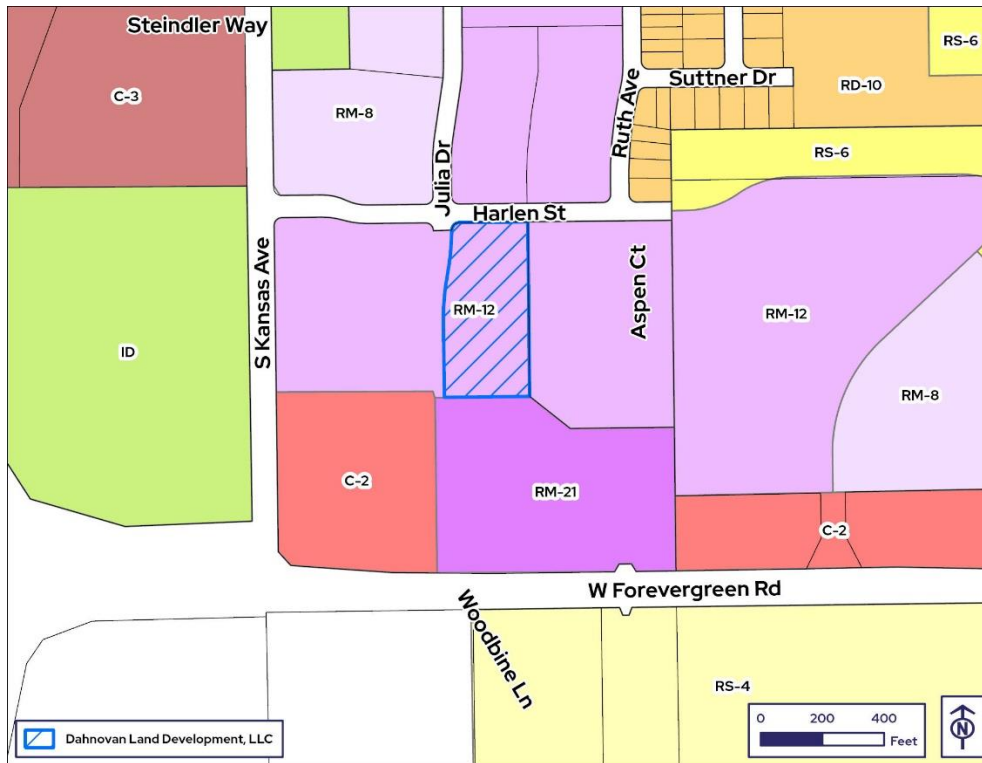 Steindler Way
RS-6
Suttner Dr
C-3
RD-10
RM-8
Ruth Ave
RS-6
Julia Dr
Harlen St
S Kansas Ave
Aspen Ct
RM-12
RM-12
ID
RM-8
C-2
RM-21
C-2
W Forevergreen Rd
Woodbine Ln
RS-4
0 200 400
Feet
N
Dahnovan Land Development, LLC